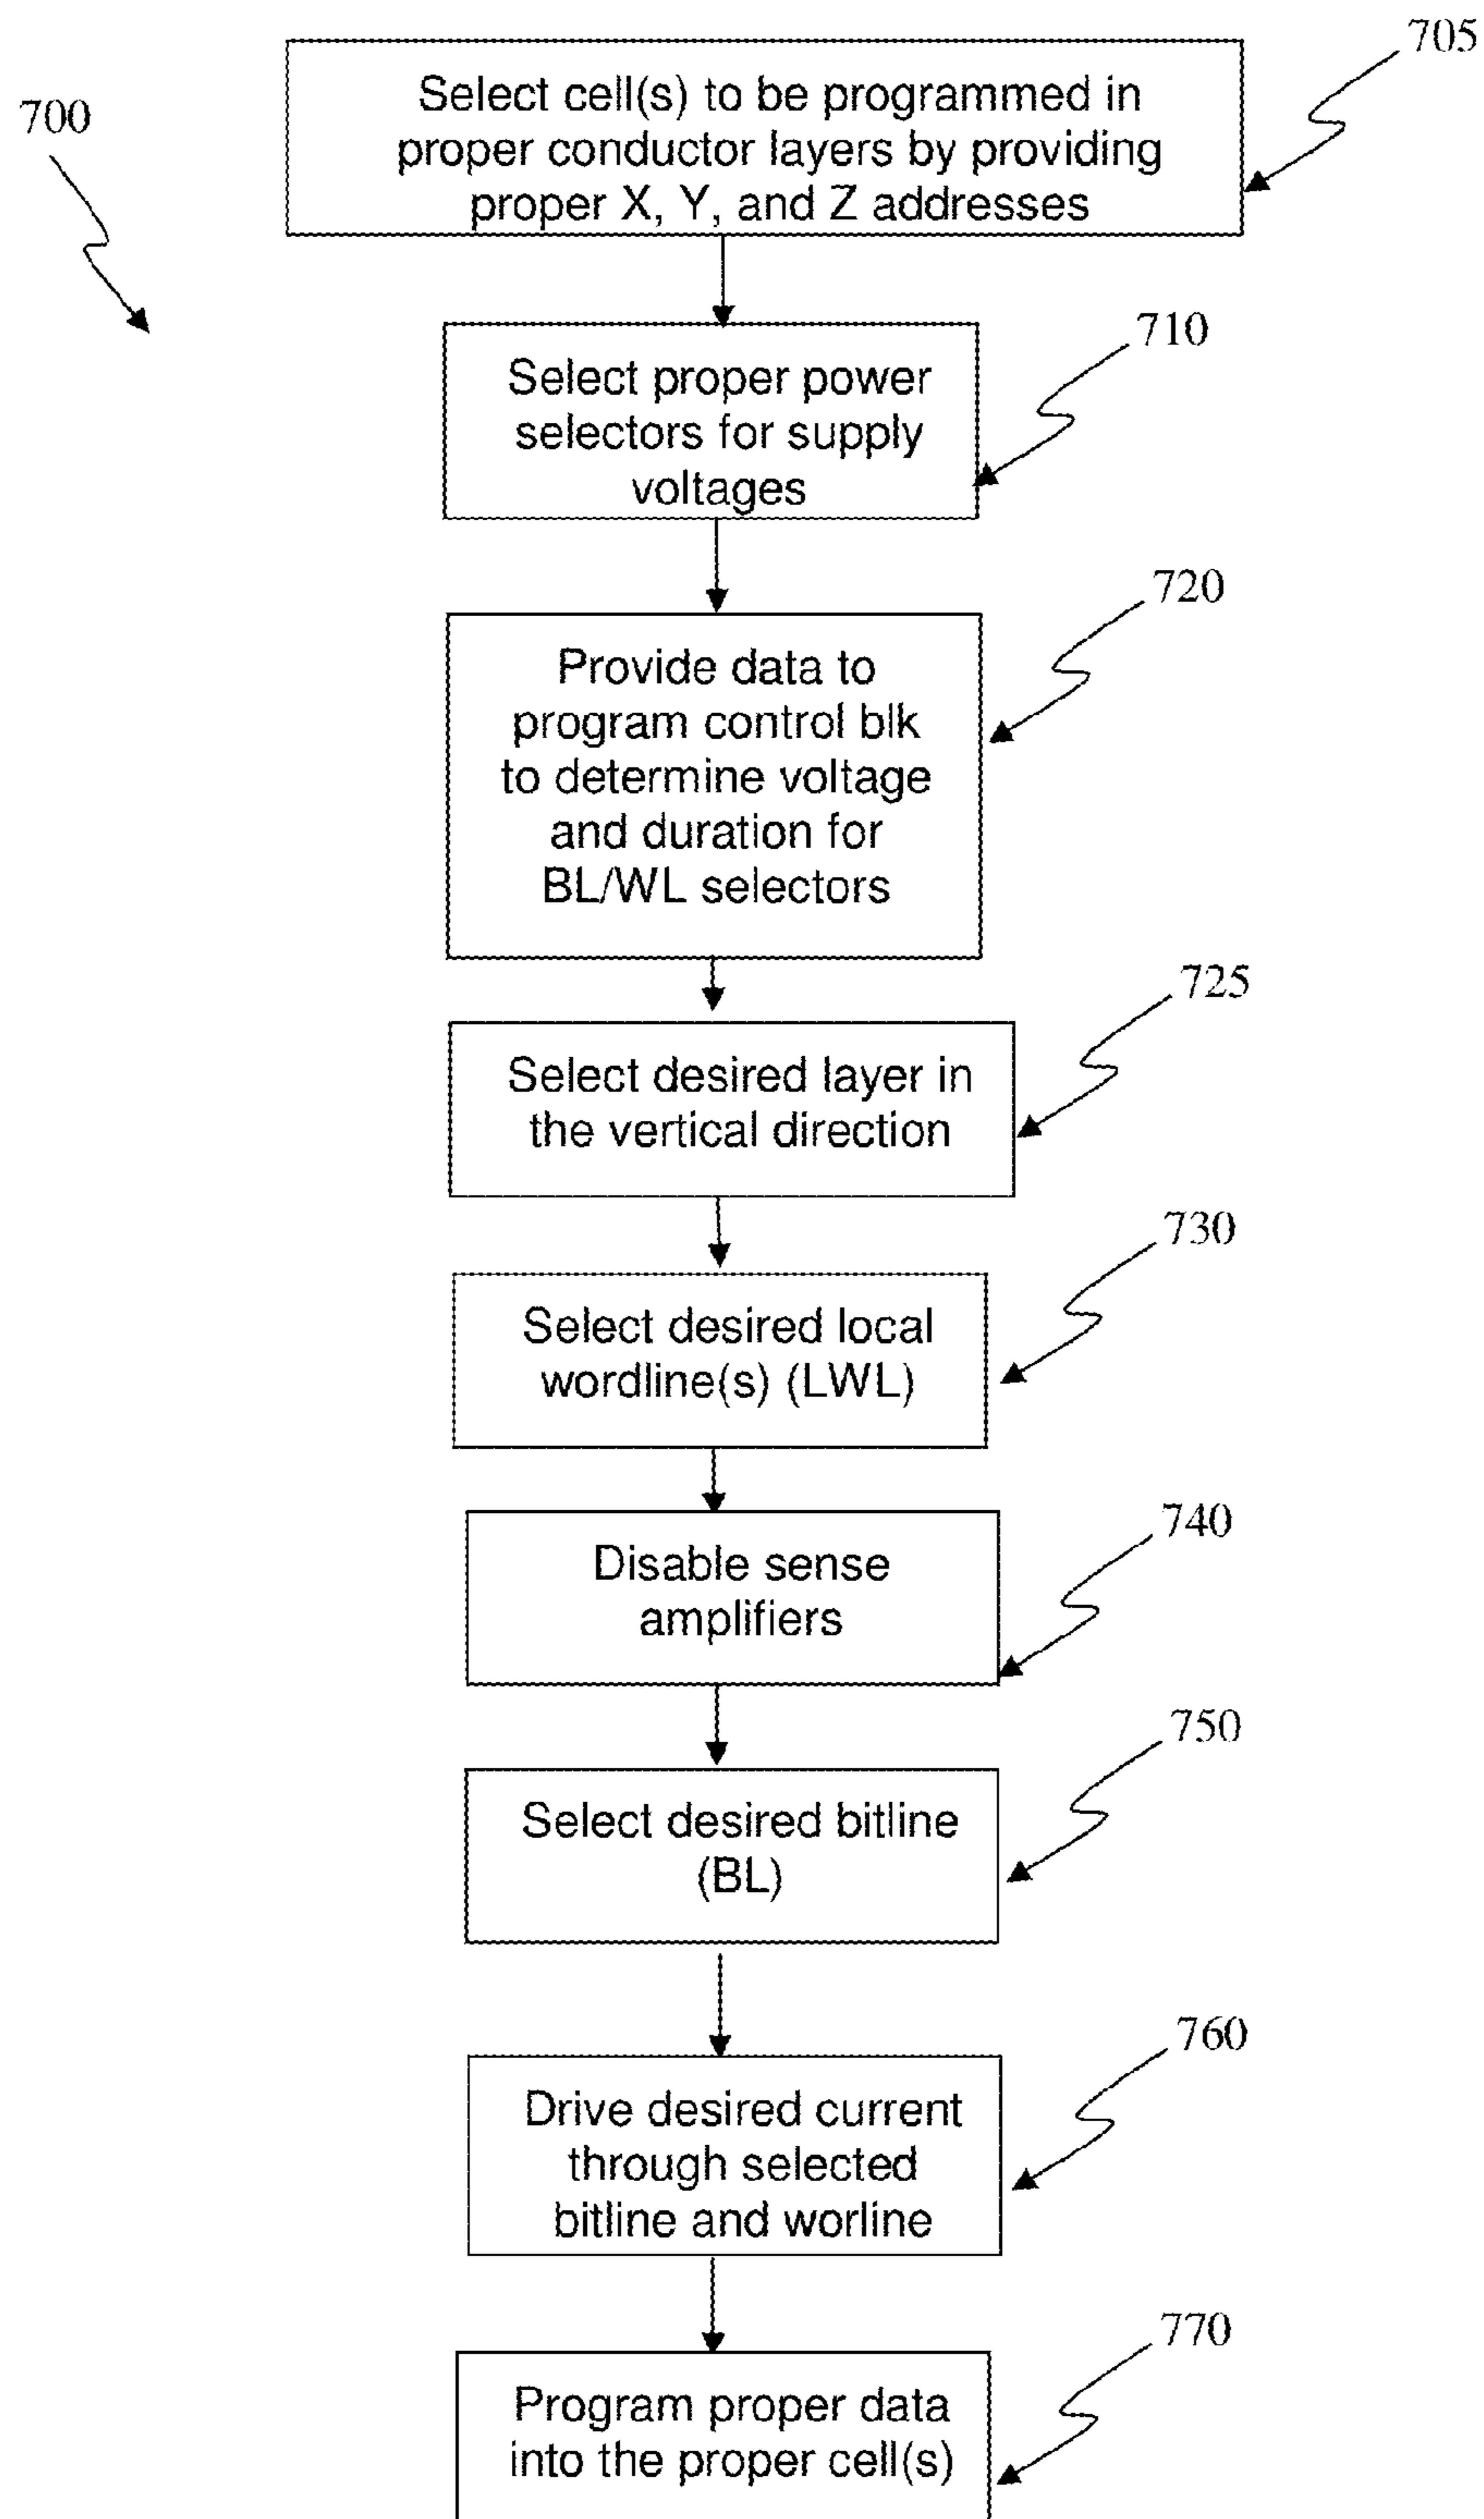 705
700
Select cell(s) to be programmed in
proper conductor layers by providing
proper X, Y, and Z addresses
710
Select proper power
selectors for supply
voltages
720
Provide data to
program control blk
to determine voltage
and duration for
BL/WL selectors
725
Select desired layer in
the vertical direction
730
Select desired local
wordline(s) (LWL)
740
Disable sense
amplifiers
750
Select desired bitline
(BL)
760
Drive desired current
through selected
bitline and worline
770
Program proper data
into the proper cell(s)